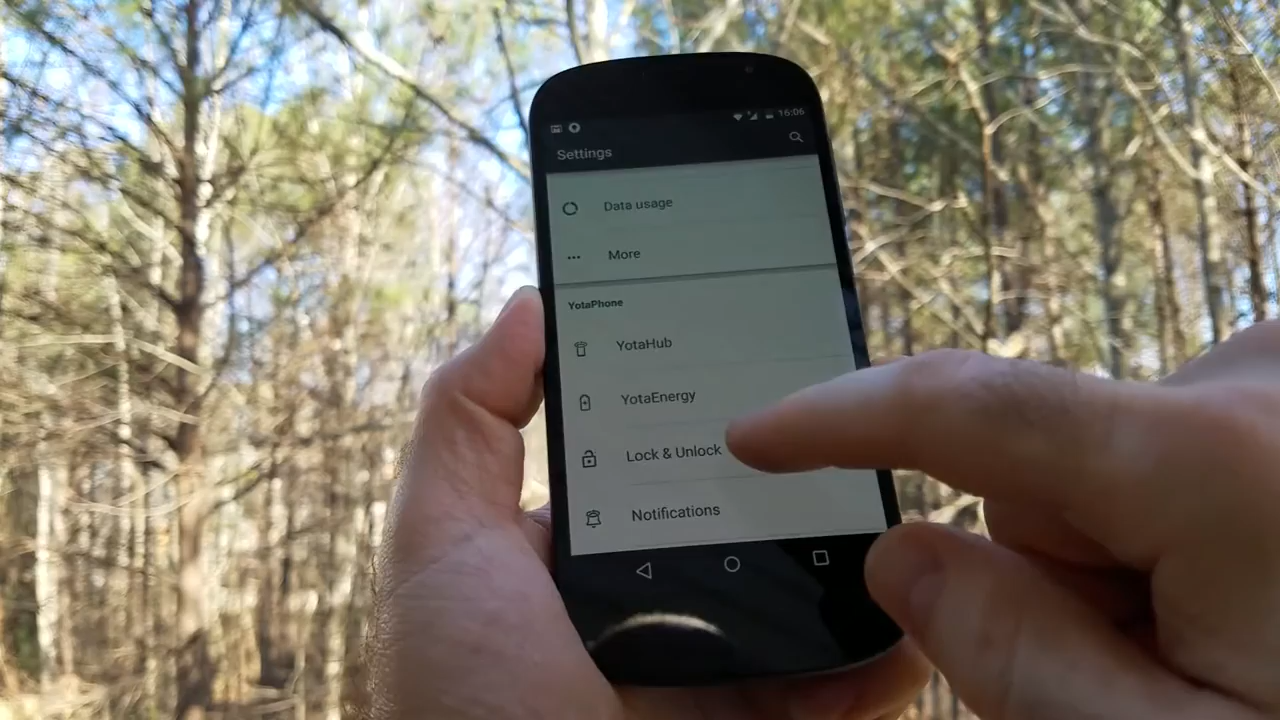 16:06
Settings
Data usage
More
YotaPhone
YotaHub
YotaEnergy
Lock & Unlock
Notifications